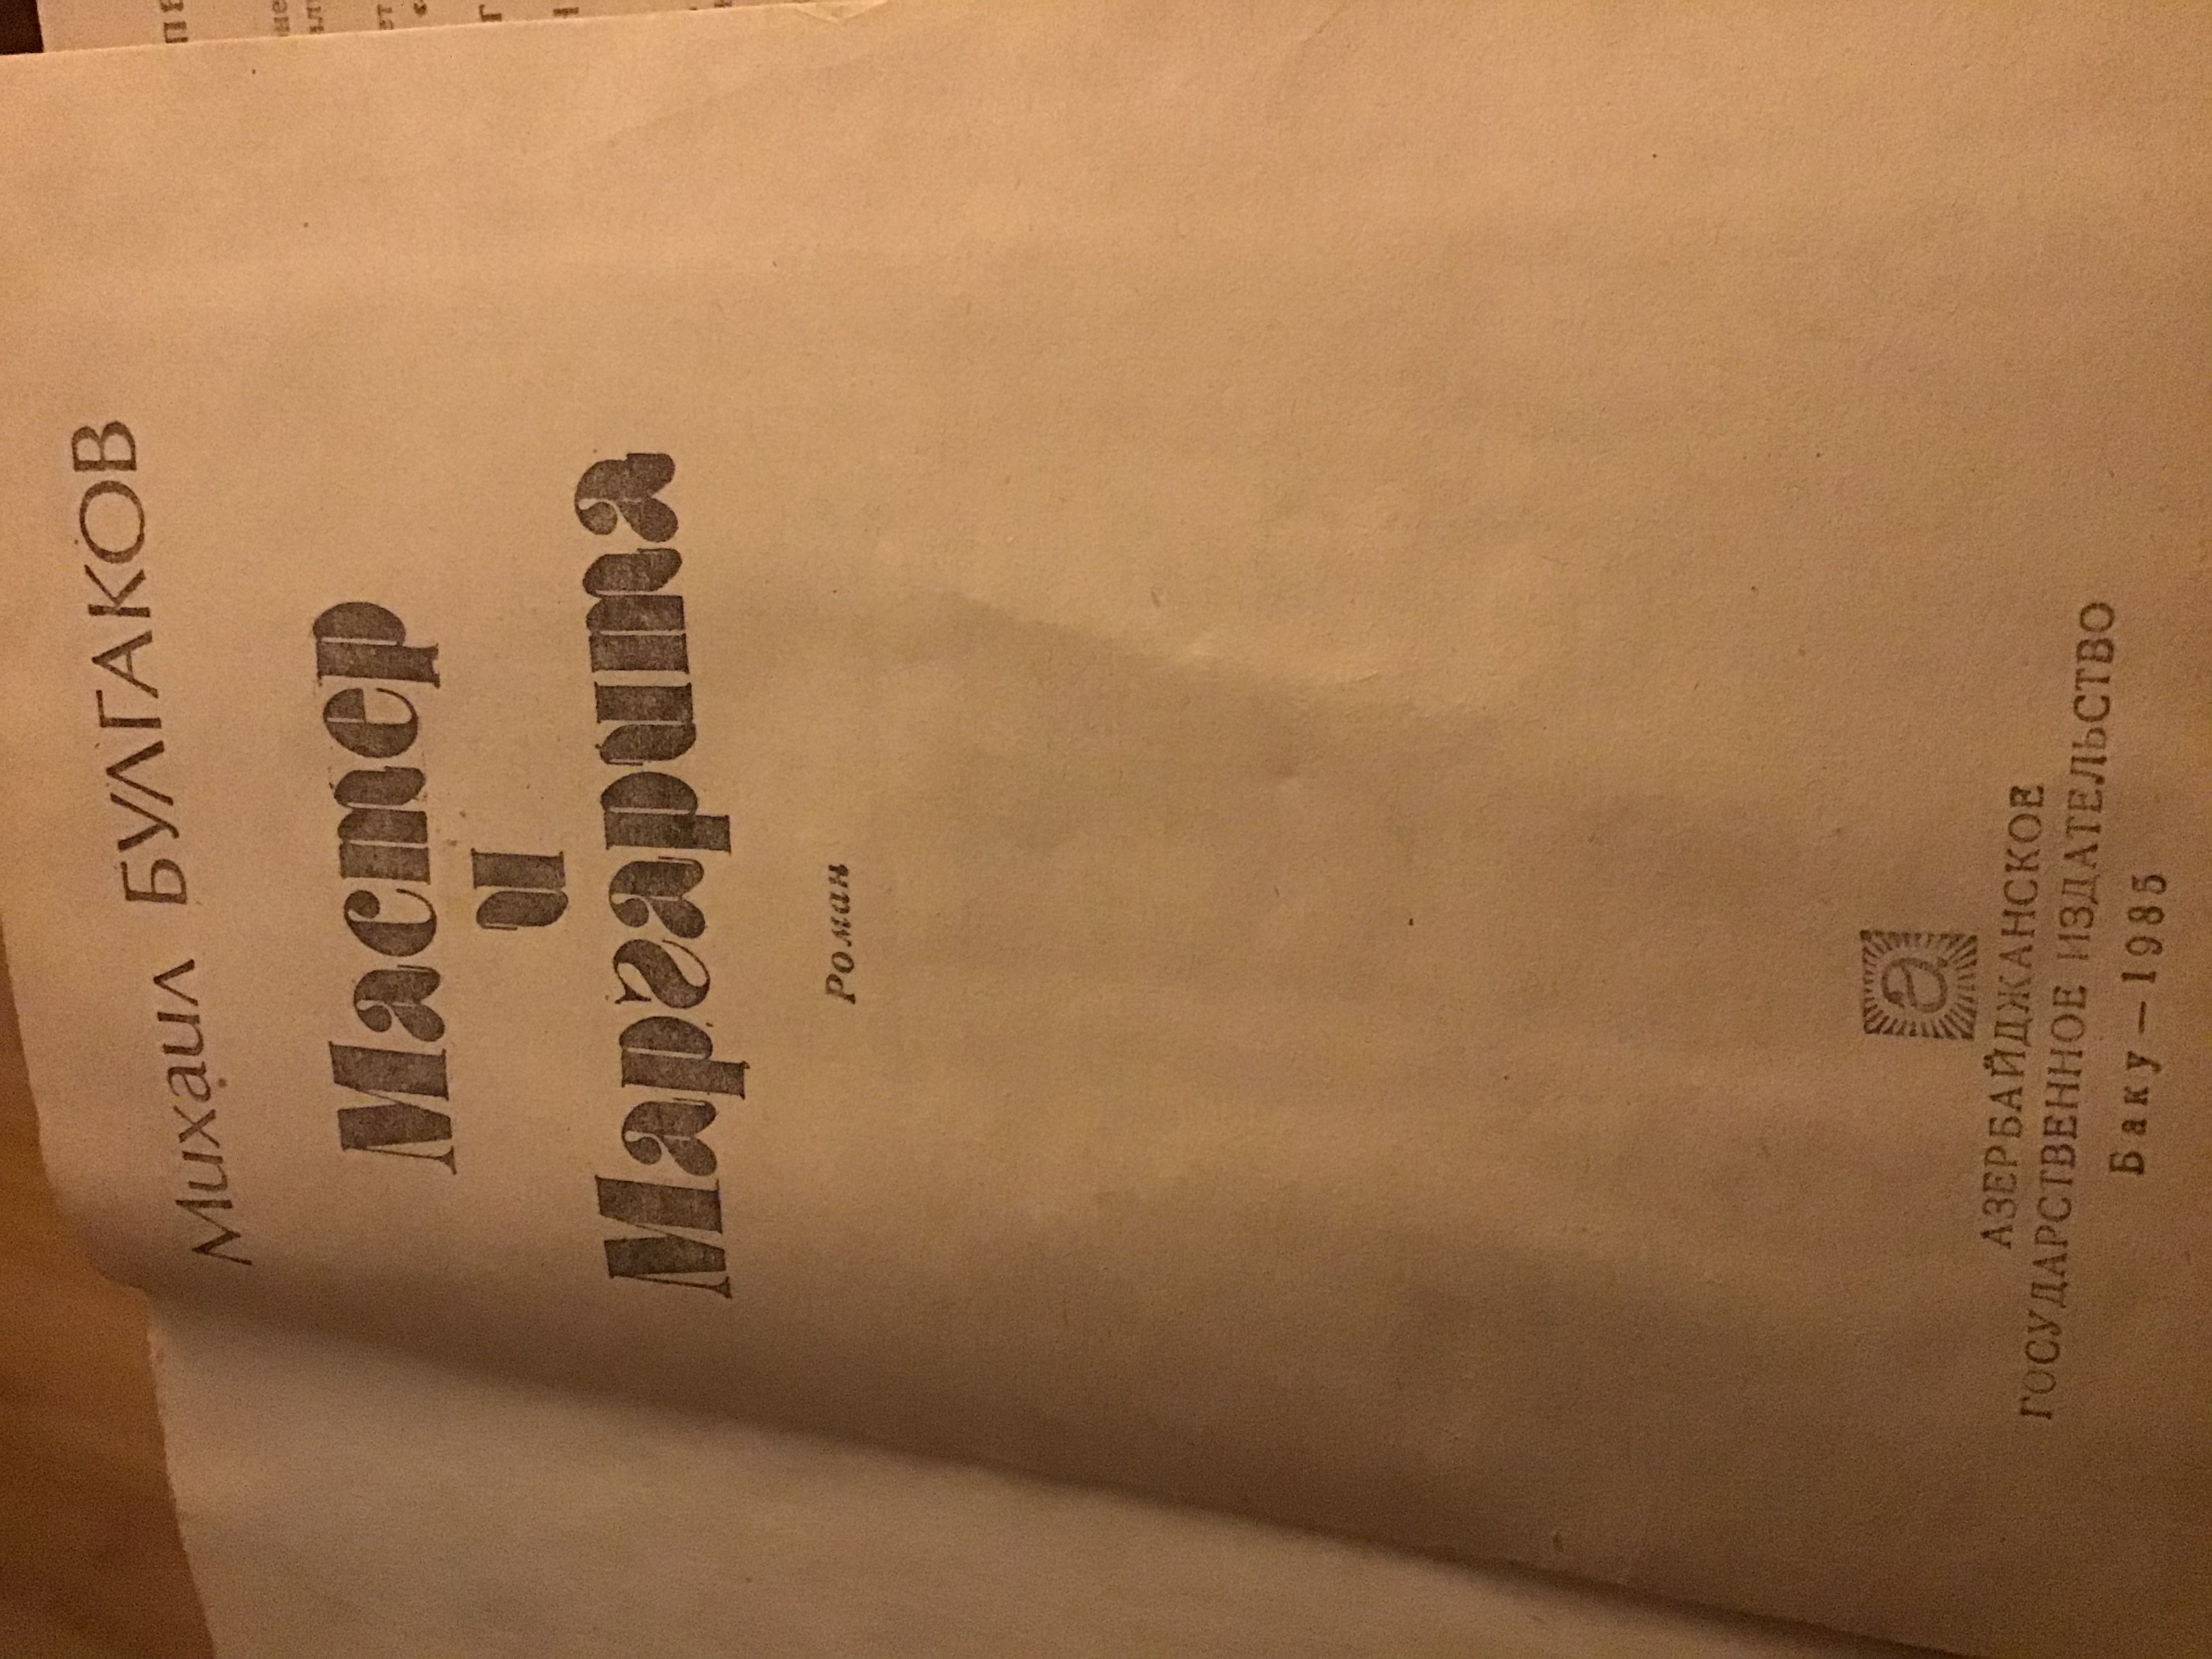 Михаил БУЛГАКОВ
Мастер
и
Маргарита
Роман
АЗЕРБАЙДЖАНСКОЕ
ГОСУДАРСТВЕННОЕ ИЗДАТЕЛЬСТВО
Баку — 1985